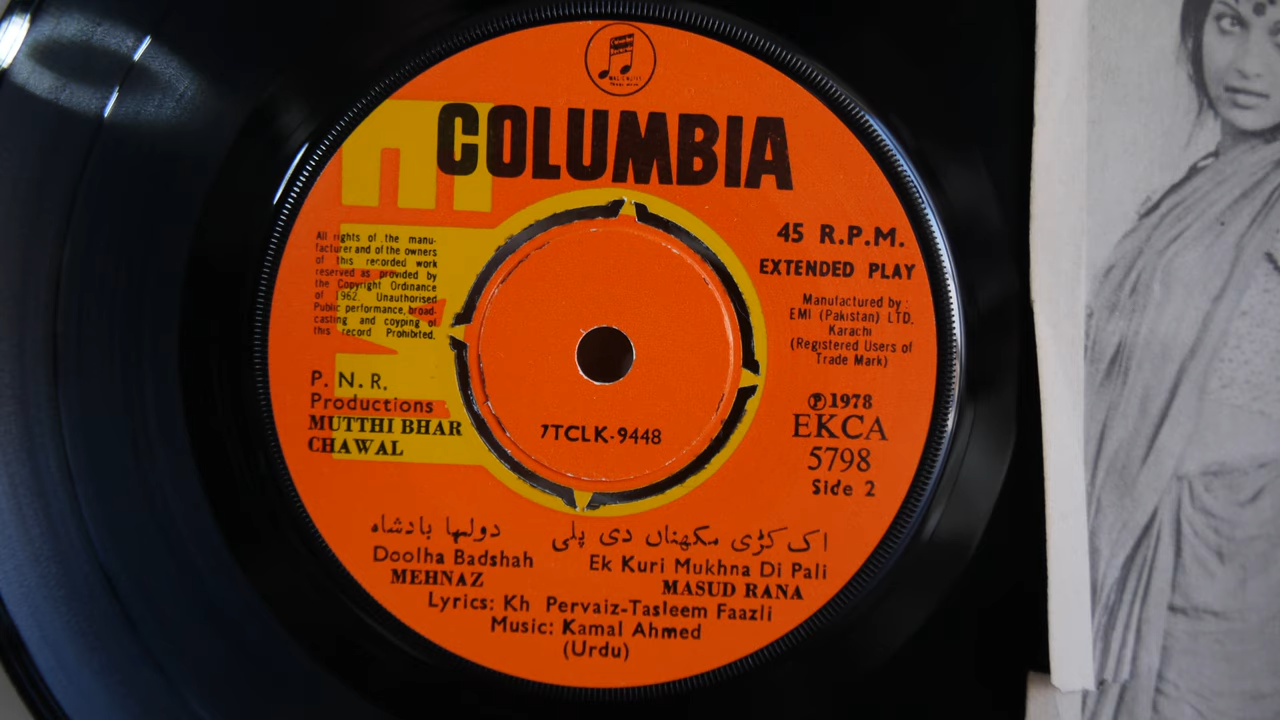 COLUMBIA
EMI
45 R.P.M.
EXTENDED PLAY
All rights of the manu-
facturer and of the owners
of this recorded work
reserved as provided by
the Copyright Ordinance
of 1962. Unauthorised
Public performance, broad-
casting and coyping of
this record Prohibited.
Manufactured by :
EMI (Pakistan) LTD.
Karachi
(Registered Users of
Trade Mark)
P. N. R.
Productions
MUTTHI BHAR
CHAWAL
7TCLK-9448
Ⓟ1978
EKCA
5798
Side 2
اک کڑی مکھناں دی پلی
دولہا بادشاہ
Doolha Badshah
Ek Kuri Mukhna Di Pali
MEHNAZ
MASUD RANA
Lyrics: Kh Pervaiz-Tasleem Faazli
Music: Kamal Ahmed
(Urdu)